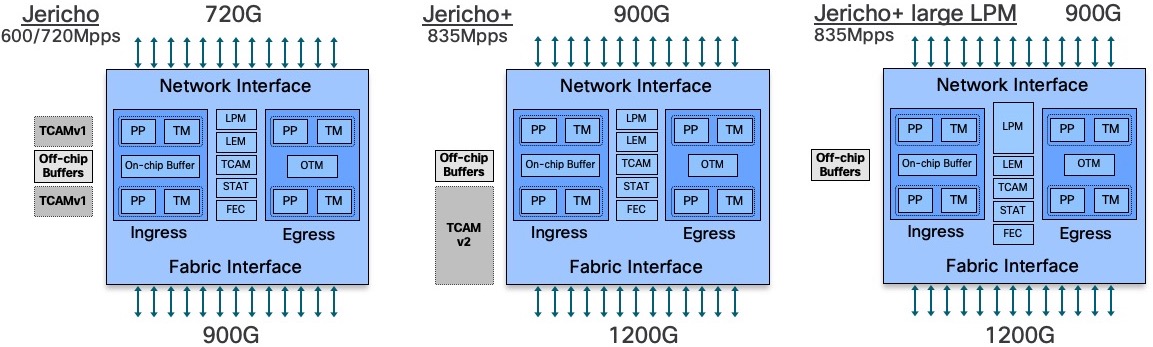 Jericho
600/720Mpps
720G
Network Interface
TCAMv1
Off-chip
Buffers
TCAMv1
PP
TM
On-chip Buffer
PP
TM
Ingress
LPM
LEM
TCAM
STAT
FEC
PP
TM
OTM
PP
TM
Egress
Fabric Interface
900G
Jericho+
835Mpps
900G
Network Interface
Off-chip
Buffers
TCAM
v2
PP
TM
On-chip Buffer
PP
TM
Ingress
LPM
LEM
TCAM
STAT
FEC
PP
TM
OTM
PP
TM
Egress
Fabric Interface
1200G
Jericho+ large LPM
835Mpps
900G
Network Interface
Off-chip
Buffers
PP
TM
On-chip Buffer
PP
TM
Ingress
LPM
LEM
TCAM
STAT
FEC
PP
TM
OTM
PP
TM
Egress
Fabric Interface
1200G